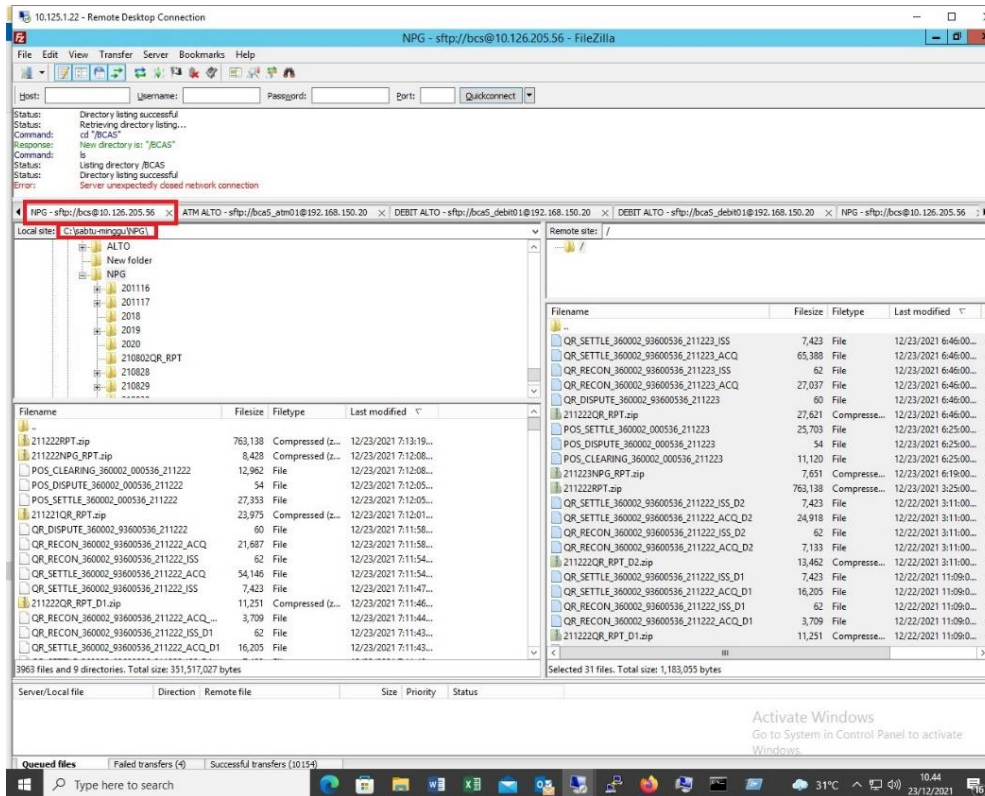 10.125.1.22 - Remote Desktop Connection
NPG - sftp://bcs@10.126.205.56 - FileZilla
File Edit View Transfer Server Bookmarks Help
Host: Username: Password: Port: Quickconnect
Status: Directory listing successful
Status: Retrieving directory listing...
Command: cd "/BCAS"
Response: New directory is: "/BCAS"
Command: ls
Status: Listing directory /BCAS
Status: Directory listing successful
Error: Server unexpectedly closed network connection
NPG - sftp://bcs@10.126.205.56 ATM ALTO - sftp://bcaS_atm01@192.168.150.20 DEBIT ALTO - sftp://bcaS_debit01@192.168.150.20 DEBIT ALTO - sftp://bcaS_debit01@192.168.150.20 NPG - sftp://bcs@10.126.205.56
Local site: C:\sabtu-minggu\NPG\
ALTO
New folder
NPG
201116
201117
2018
2019
2020
210802QR_RPT
210828
210829
Filename Filesize Filetype Last modified
..
211222RPT.zip 763,138 Compressed (z... 12/23/2021 7:13:19...
211222NPG_RPT.zip 8,428 Compressed (z... 12/23/2021 7:12:08...
POS_CLEARING_360002_000536_211222 12,962 File 12/23/2021 7:12:08...
POS_DISPUTE_360002_000536_211222 54 File 12/23/2021 7:12:05...
POS_SETTLE_360002_000536_211222 27,353 File 12/23/2021 7:12:05...
211221QR_RPT.zip 23,975 Compressed (z... 12/23/2021 7:12:01...
QR_DISPUTE_360002_93600536_211222 60 File 12/23/2021 7:11:58...
QR_RECON_360002_93600536_211222_ACQ 21,687 File 12/23/2021 7:11:58...
QR_RECON_360002_93600536_211222_ISS 62 File 12/23/2021 7:11:54...
QR_SETTLE_360002_93600536_211222_ACQ 54,146 File 12/23/2021 7:11:54...
QR_SETTLE_360002_93600536_211222_ISS 7,423 File 12/23/2021 7:11:47...
211222QR_RPT_D1.zip 11,251 Compressed (z... 12/23/2021 7:11:46...
QR_RECON_360002_93600536_211222_ACQ_... 3,709 File 12/23/2021 7:11:44...
QR_RECON_360002_93600536_211222_ISS_D1 62 File 12/23/2021 7:11:43...
QR_SETTLE_360002_93600536_211222_ACQ_D1 16,205 File 12/23/2021 7:11:43...
3963 files and 9 directories. Total size: 351,517,027 bytes
Remote site: /
/
Filename Filesize Filetype Last modified
..
QR_SETTLE_360002_93600536_211223_ISS 7,423 File 12/23/2021 6:46:00...
QR_SETTLE_360002_93600536_211223_ACQ 65,388 File 12/23/2021 6:46:00...
QR_RECON_360002_93600536_211223_ISS 62 File 12/23/2021 6:46:00...
QR_RECON_360002_93600536_211223_ACQ 27,037 File 12/23/2021 6:46:00...
QR_DISPUTE_360002_93600536_211223 60 File 12/23/2021 6:46:00...
211222QR_RPT.zip 27,621 Compresse... 12/23/2021 6:46:00...
POS_SETTLE_360002_000536_211223 25,703 File 12/23/2021 6:25:00...
POS_DISPUTE_360002_000536_211223 54 File 12/23/2021 6:25:00...
POS_CLEARING_360002_000536_211223 11,120 File 12/23/2021 6:25:00...
211223NPG_RPT.zip 7,651 Compresse... 12/23/2021 6:19:00...
211222RPT.zip 763,138 Compresse... 12/23/2021 3:25:00...
QR_SETTLE_360002_93600536_211222_ISS_D2 7,423 File 12/22/2021 3:11:00...
QR_SETTLE_360002_93600536_211222_ACQ_D2 24,918 File 12/22/2021 3:11:00...
QR_RECON_360002_93600536_211222_ISS_D2 62 File 12/22/2021 3:11:00...
QR_RECON_360002_93600536_211222_ACQ_D2 7,133 File 12/22/2021 3:11:00...
211222QR_RPT_D2.zip 13,462 Compresse... 12/22/2021 3:11:00...
QR_SETTLE_360002_93600536_211222_ISS_D1 7,423 File 12/22/2021 11:09:0...
QR_SETTLE_360002_93600536_211222_ACQ_D1 16,205 File 12/22/2021 11:09:0...
QR_RECON_360002_93600536_211222_ISS_D1 62 File 12/22/2021 11:09:0...
QR_RECON_360002_93600536_211222_ACQ_D1 3,709 File 12/22/2021 11:09:0...
211222QR_RPT_D1.zip 11,251 Compresse... 12/22/2021 11:09:0...
Selected 31 files. Total size: 1,183,055 bytes
Server/Local file Direction Remote file Size Priority Status
Activate Windows
Go to System in Control Panel to activate
Windows.
Queued files Failed transfers (4) Successful transfers (10154)
Type here to search
31°C
10.44
23/12/2021
16